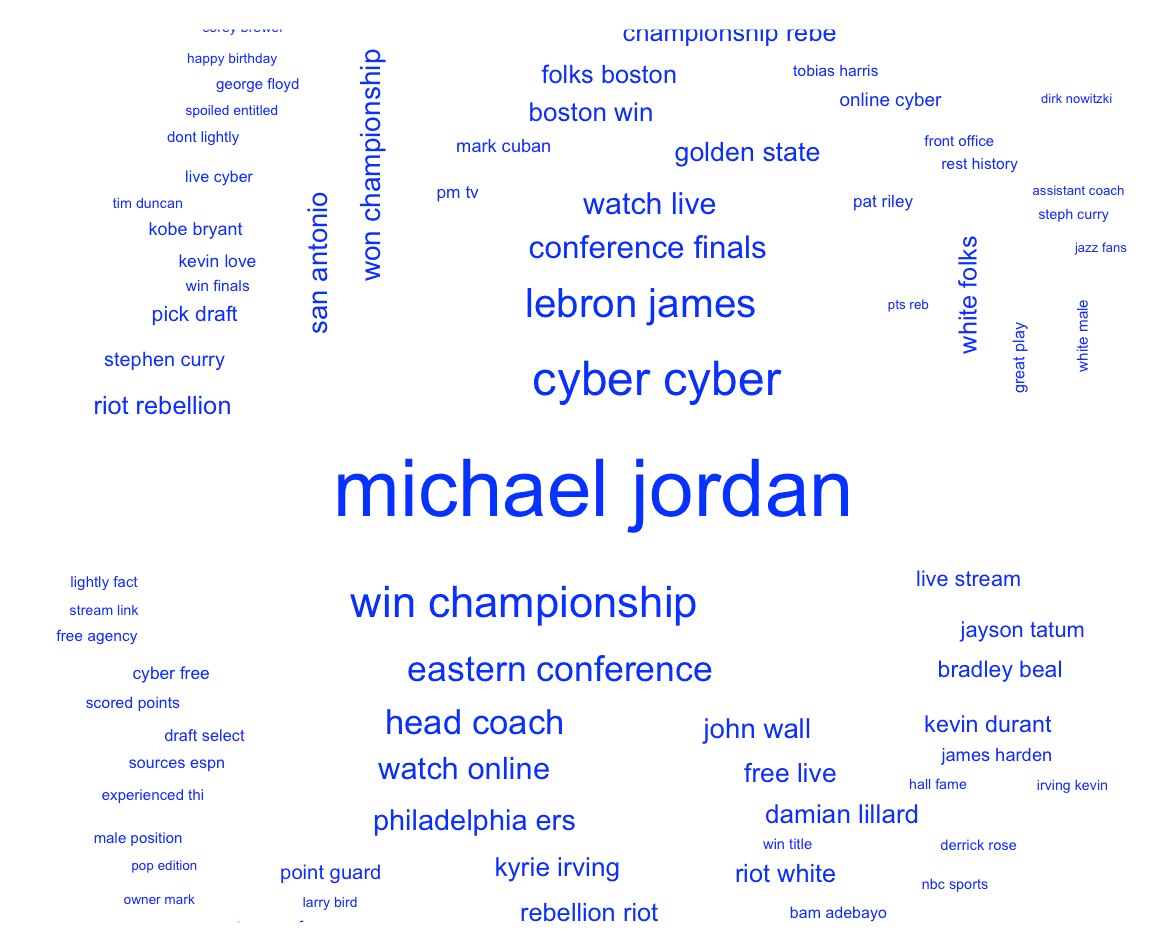 corey brewer
championship rebe
happy birthday
won championship
folks boston
tobias harris
george floyd
online cyber
dirk nowitzki
spoiled entitled
boston win
dont lightly
mark cuban
golden state
front office
rest history
live cyber
pm tv
assistant coach
tim duncan
san antonio
watch live
pat riley
steph curry
kobe bryant
conference finals
white folks
jazz fans
kevin love
win finals
lebron james
pts reb
pick draft
great play
white male
stephen curry
cyber cyber
riot rebellion
michael jordan
lightly fact
live stream
stream link
win championship
free agency
jayson tatum
cyber free
eastern conference
bradley beal
scored points
head coach
john wall
kevin durant
draft select
james harden
sources espn
watch online
free live
hall fame
irving kevin
experienced thi
philadelphia ers
damian lillard
male position
win title
derrick rose
pop edition
point guard
kyrie irving
riot white
nbc sports
owner mark
larry bird
rebellion riot
bam adebayo